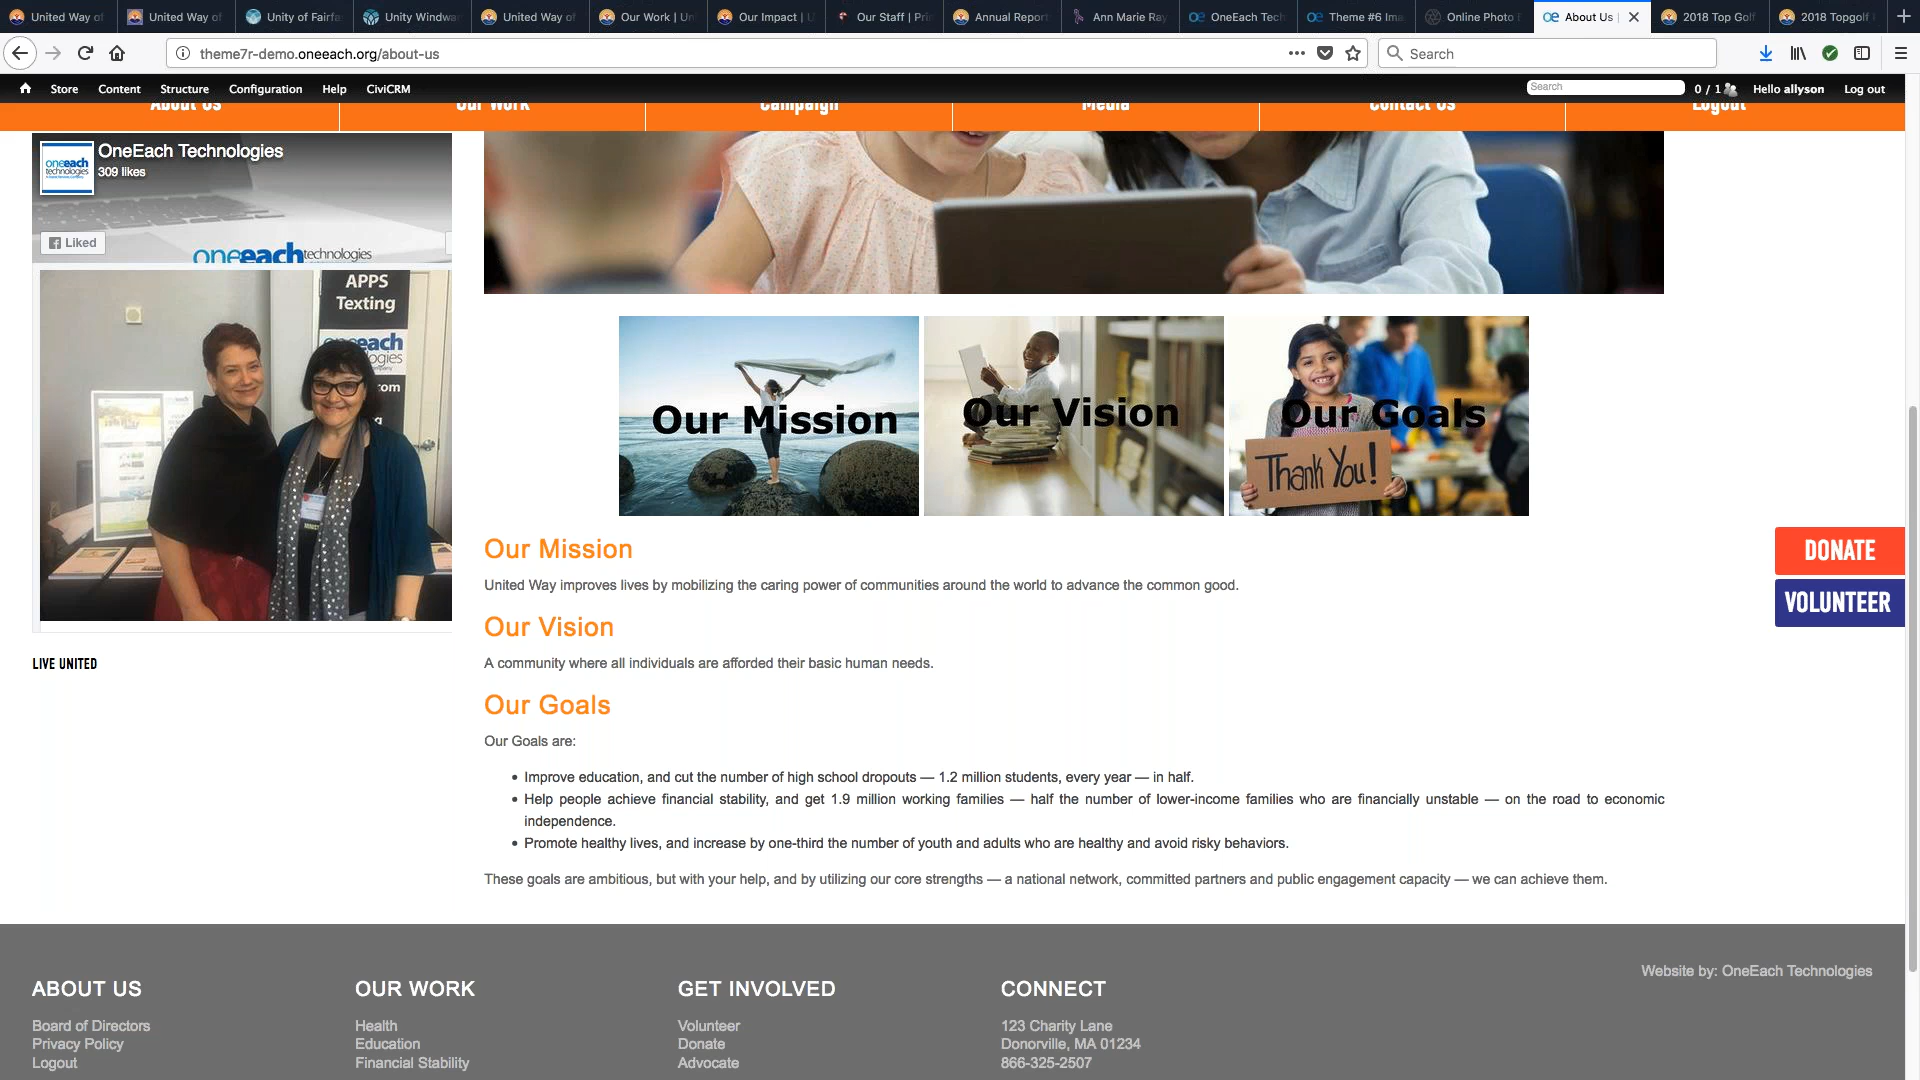 United Way of
United Way of
Unity of Fairfa
Unity Windwa
United Way of
Our Work | Un
Our Impact | U
Our Staff | Pri
Annual Report
Ann Marie Ray
OneEach Tech
Theme #6 Ima
Online Photo
About Us |
2018 Top Golf
2018 Topgolf
theme7r-demo.oneeach.org/about-us
Search
Store Content Structure Configuration Help CiviCRM
Search
0 / 1
Hello allyson
Log out
About Us
Our Work
Campaign
Media
Contact Us
Logout
oneeach
technologies
OneEach Technologies
309 likes
Liked
oneeachtechnologies
APPS
Texting
Our Mission
Our Vision
Our Goals
Thank You!
Our Mission
United Way improves lives by mobilizing the caring power of communities around the world to advance the common good.
Our Vision
A community where all individuals are afforded their basic human needs.
Our Goals
Our Goals are:
• Improve education, and cut the number of high school dropouts — 1.2 million students, every year — in half.
• Help people achieve financial stability, and get 1.9 million working families — half the number of lower-income families who are financially unstable — on the road to economic
independence.
• Promote healthy lives, and increase by one-third the number of youth and adults who are healthy and avoid risky behaviors.
These goals are ambitious, but with your help, and by utilizing our core strengths — a national network, committed partners and public engagement capacity — we can achieve them.
LIVE UNITED
DONATE
VOLUNTEER
Website by: OneEach Technologies
ABOUT US
Board of Directors
Privacy Policy
Logout
OUR WORK
Health
Education
Financial Stability
GET INVOLVED
Volunteer
Donate
Advocate
CONNECT
123 Charity Lane
Donorville, MA 01234
866-325-2507